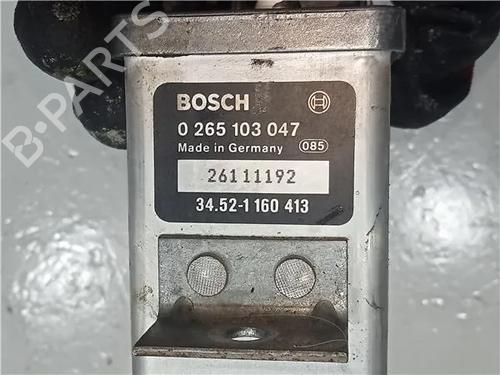 B-PARTS
BOSCH
0 265 103 047
Made in Germany 085
26111192
34.52-1 160 413